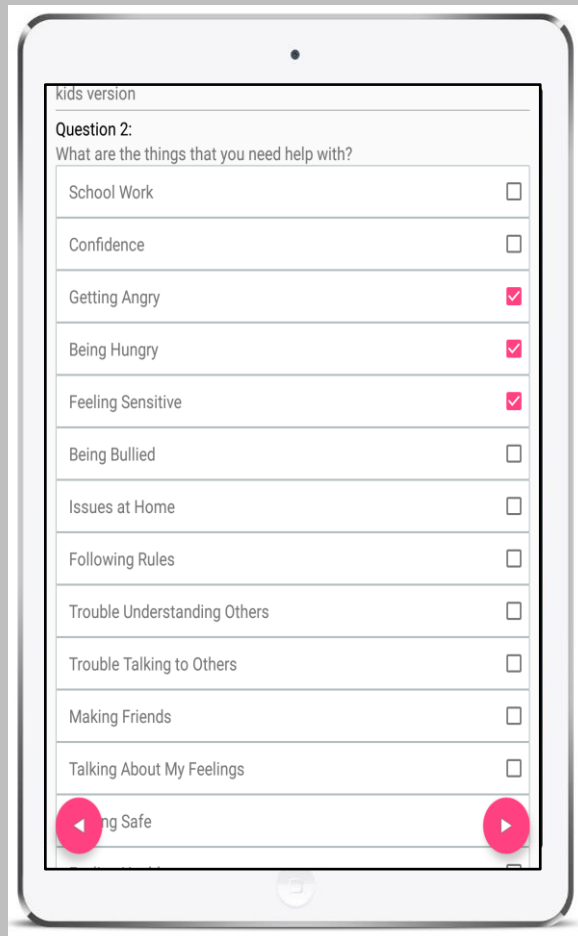 kids version
Question 2:
What are the things that you need help with?
School Work
Confidence
Getting Angry
Being Hungry
Feeling Sensitive
Being Bullied
Issues at Home
Following Rules
Trouble Understanding Others
Trouble Talking to Others
Making Friends
Talking About My Feelings
Safe